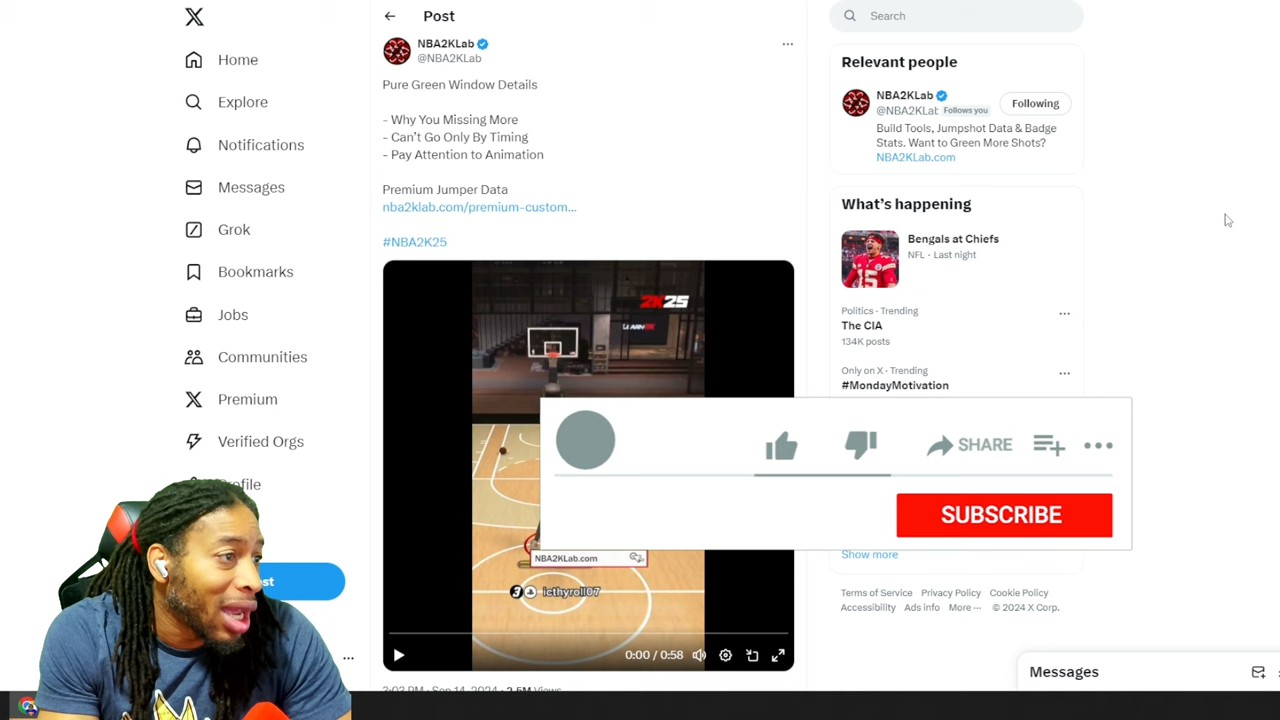 Home
Explore
Notifications
Messages
Grok
Bookmarks
Jobs
Communities
Premium
Verified Orgs
Post
NBA2KLab
@NBA2KLab
Pure Green Window Details
- Why You Missing More
- Can't Go Only By Timing
- Pay Attention to Animation
Premium Jumper Data
nba2klab.com/premium-custom...
#NBA2K25
2K25
NBA2KLab.com
3 icthyroll07
0:00 / 0:58
3:03 PM · Sep 14, 2024 · 2.5M Views
Search
Relevant people
NBA2KLab
@NBA2KLat Follows you
Following
Build Tools, Jumpshot Data & Badge
Stats. Want to Green More Shots?
NBA2KLab.com
What's happening
Bengals at Chiefs
NFL · Last night
Politics · Trending
The CIA
134K posts
Only on X · Trending
#MondayMotivation
SHARE
SUBSCRIBE
Show more
Terms of Service Privacy Policy Cookie Policy
Accessibility Ads info More ··· © 2024 X Corp.
Messages